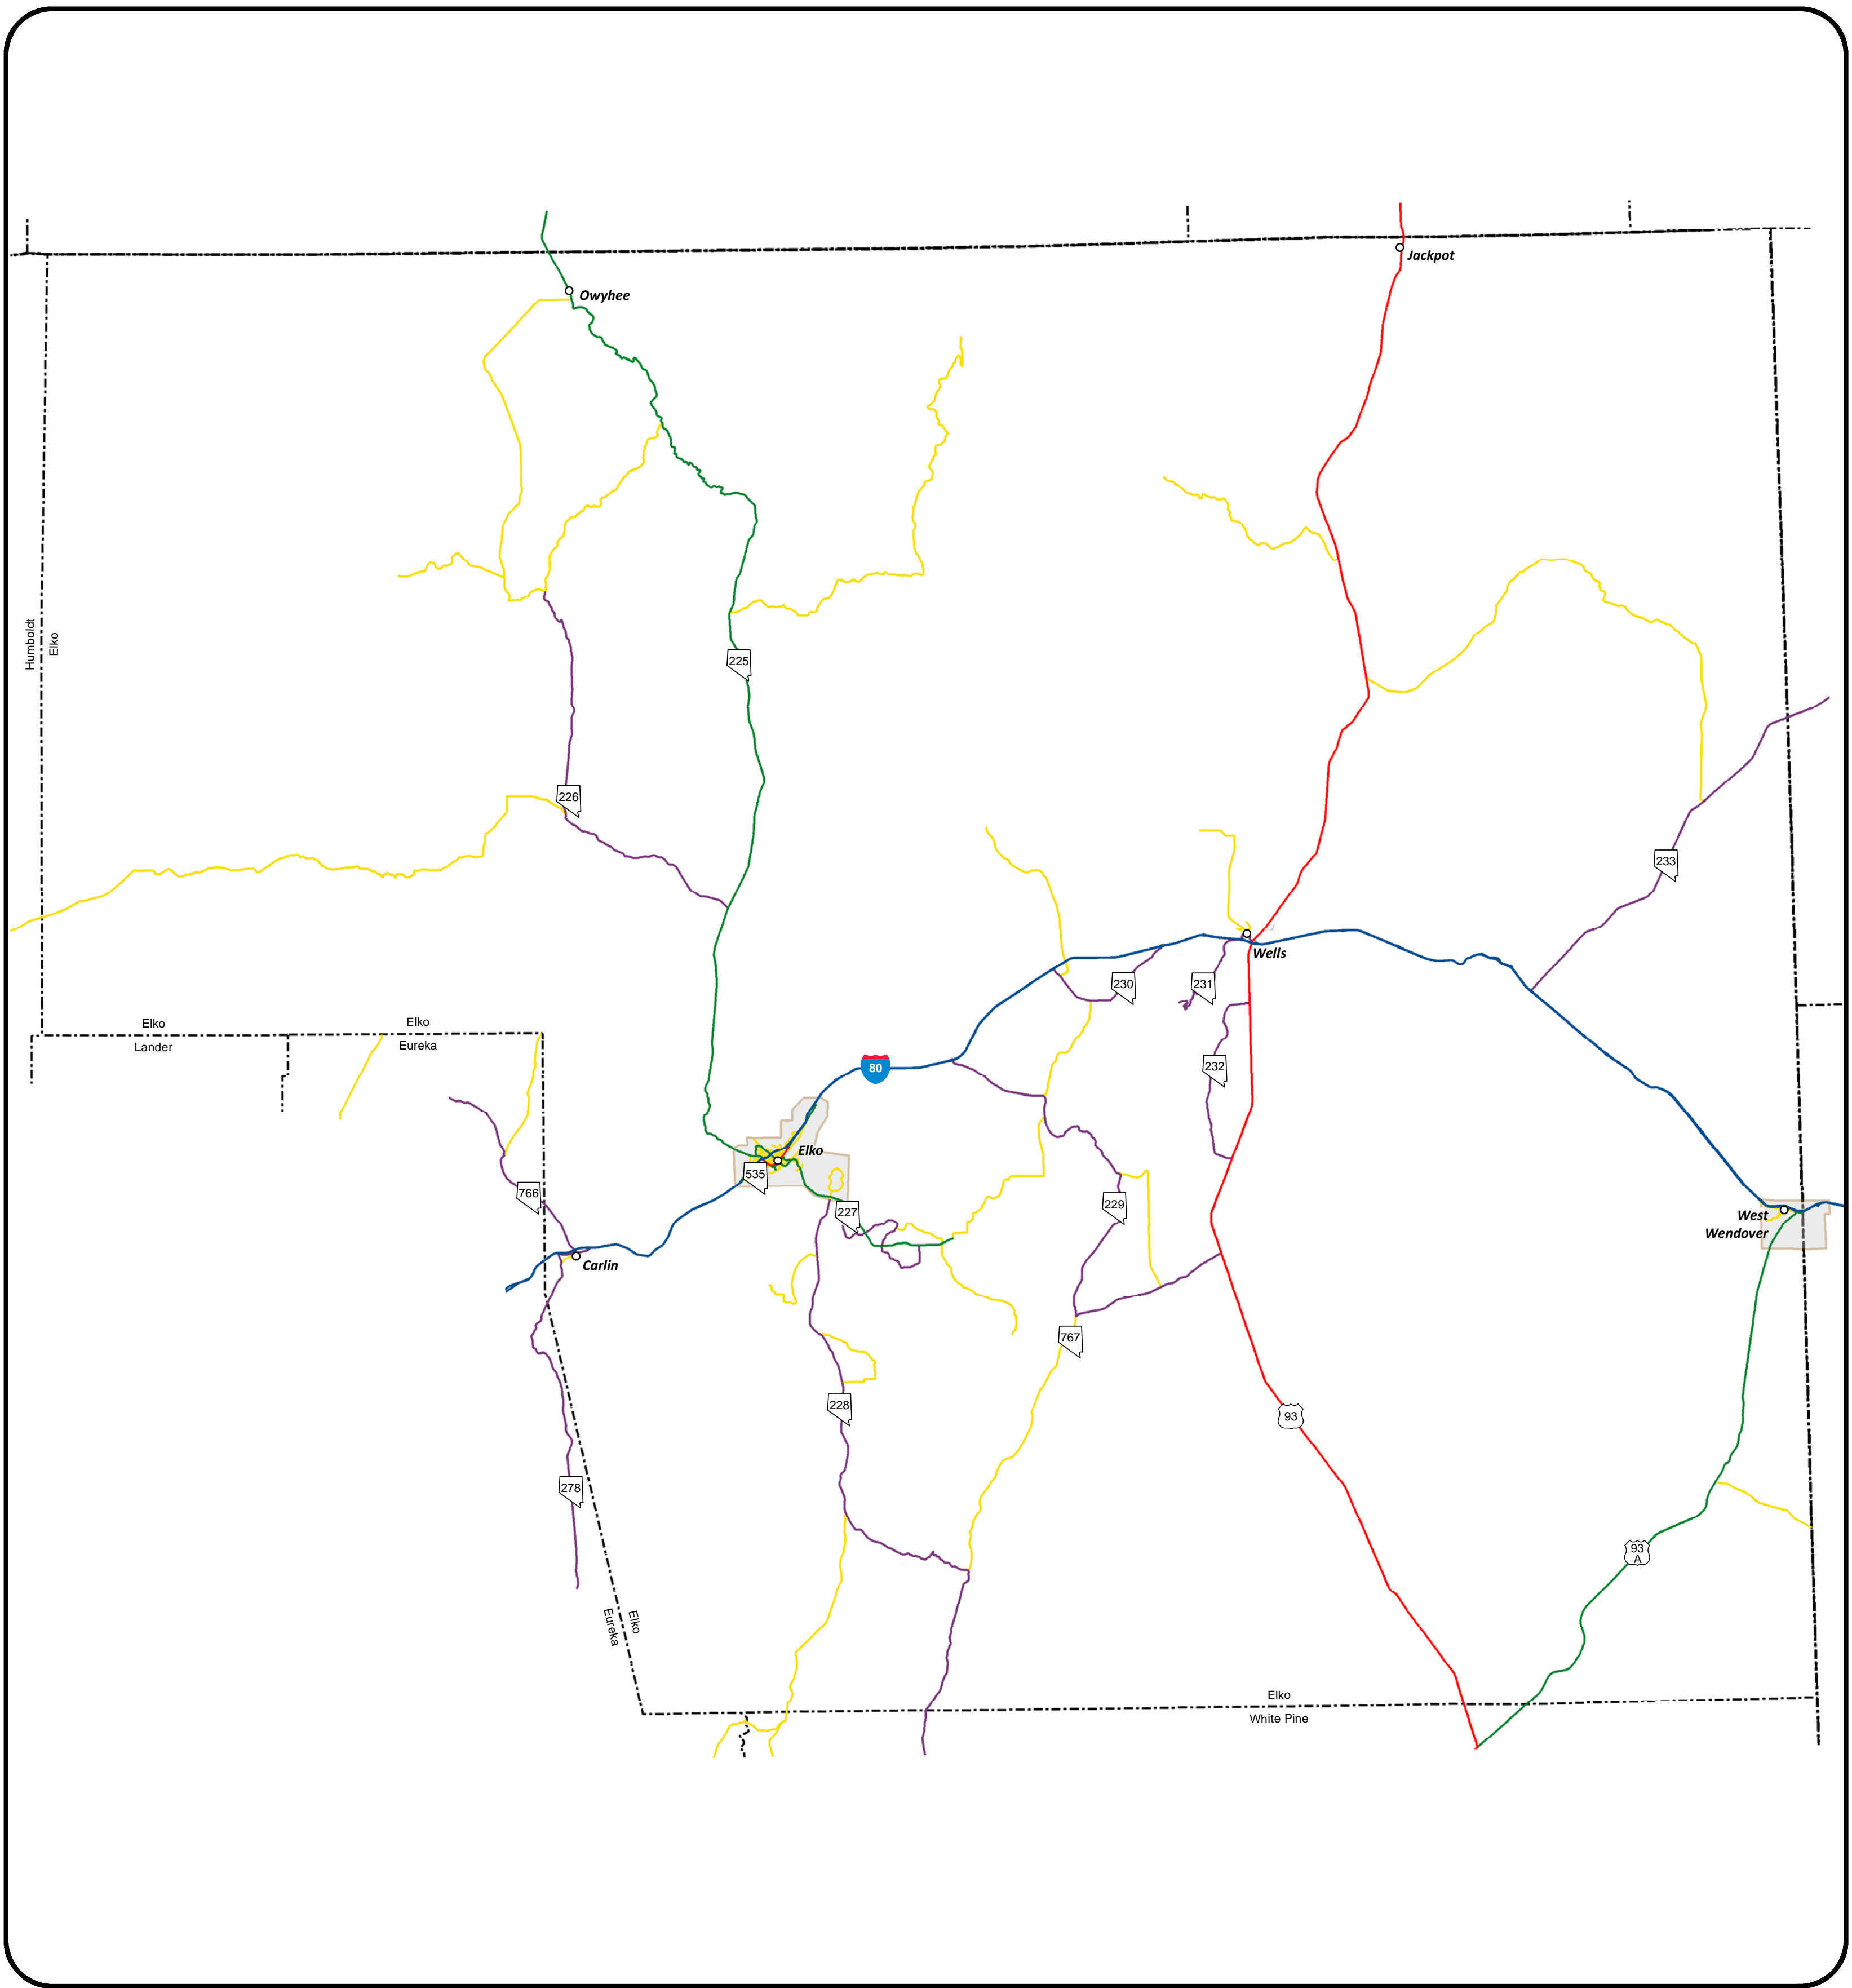 Jackpot
Owyhee
Humboldt
Elko
225
226
233
Wells
230
231
Elko
Lander
Elko
Eureka
80
232
Elko
535
766
227
229
West
Wendover
Carlin
767
228
93
278
93
A
Elko
Eureka
Elko
White Pine